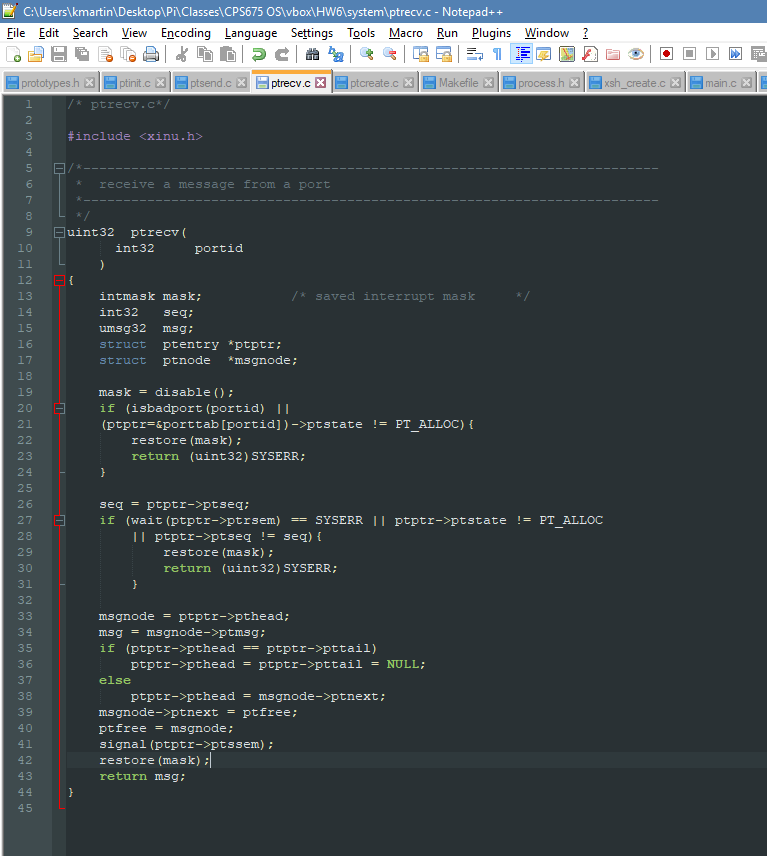 C:\Users\kmartin\Desktop\Pi\Classes\CPS675 OS\vbox\HW6\system\ptrecv.c - Notepad++
File Edit Search View Encoding Language Settings Tools Macro Run Plugins Window ?
prototypes.h ptinit.c ptsend.c ptrecv.c ptcreate.c Makefile process.h xsh_create.c main.c
1 /* ptrecv.c*/
2
3 #include <xinu.h>
4
5 /*------------------------------------------------------------------------
6  *  receive a message from a port
7  *------------------------------------------------------------------------
8  */
9 uint32  ptrecv(
10       int32     portid
11     )
12 {
13     intmask mask;           /* saved interrupt mask     */
14     int32   seq;
15     umsg32  msg;
16     struct  ptentry *ptptr;
17     struct  ptnode  *msgnode;
18
19     mask = disable();
20     if (isbadport(portid) ||
21     (ptptr=&porttab[portid])->ptstate != PT_ALLOC){
22         restore(mask);
23         return (uint32)SYSERR;
24     }
25
26     seq = ptptr->ptseq;
27     if (wait(ptptr->ptrsem) == SYSERR || ptptr->ptstate != PT_ALLOC
28         || ptptr->ptseq != seq){
29             restore(mask);
30             return (uint32)SYSERR;
31         }
32
33     msgnode = ptptr->pthead;
34     msg = msgnode->ptmsg;
35     if (ptptr->pthead == ptptr->pttail)
36         ptptr->pthead = ptptr->pttail = NULL;
37     else
38         ptptr->pthead = msgnode->ptnext;
39     msgnode->ptnext = ptfree;
40     ptfree = msgnode;
41     signal(ptptr->ptssem);
42     restore(mask);
43     return msg;
44 }
45